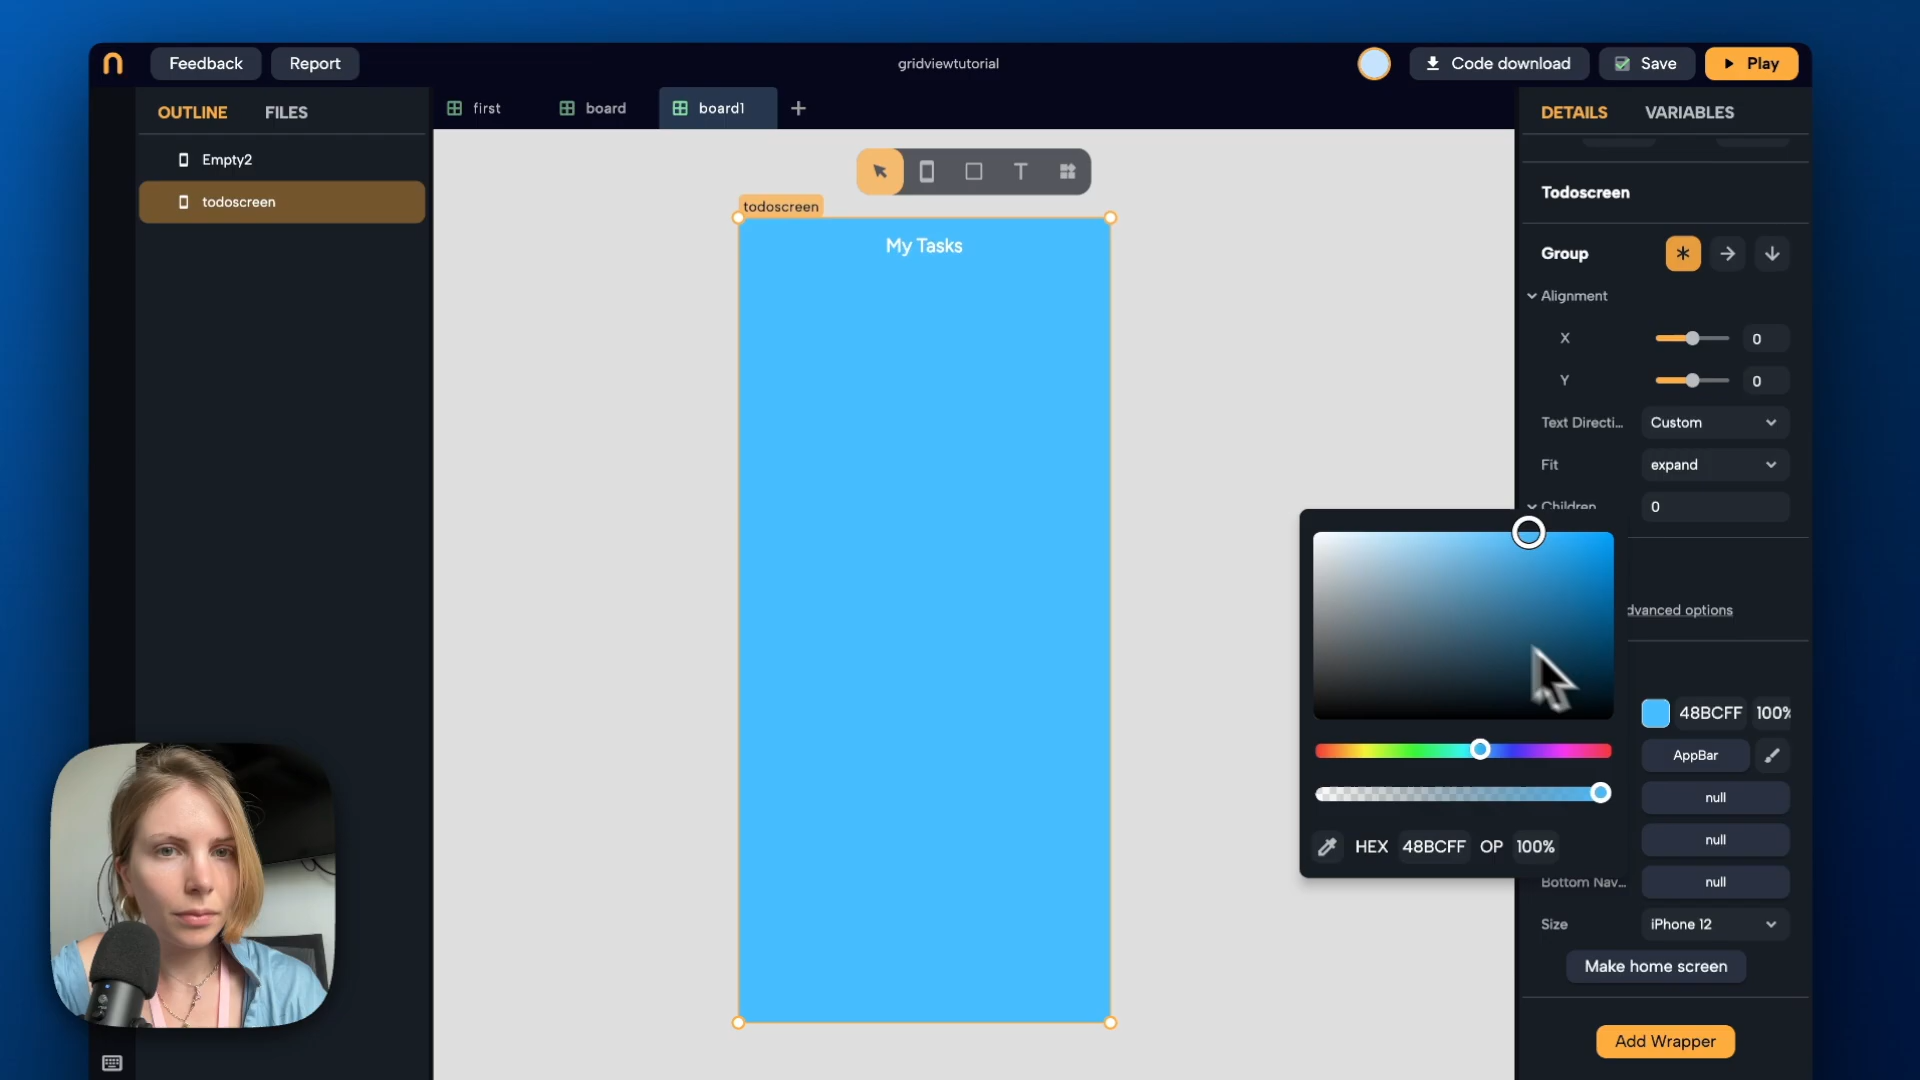 Feedback
Report
gridviewtutorial
Code download
Save
Play
OUTLINE
FILES
first
board
board1
DETAILS
VARIABLES
Empty2
todoscreen
todoscreen
My Tasks
Todoscreen
Group
Alignment
X
0
Y
0
Text Directi...
Custom
Fit
expand
Children
0
dvanced options
48BCFF
100%
AppBar
null
null
HEX
48BCFF
OP
100%
Bottom Nav...
null
Size
iPhone 12
Make home screen
Add Wrapper